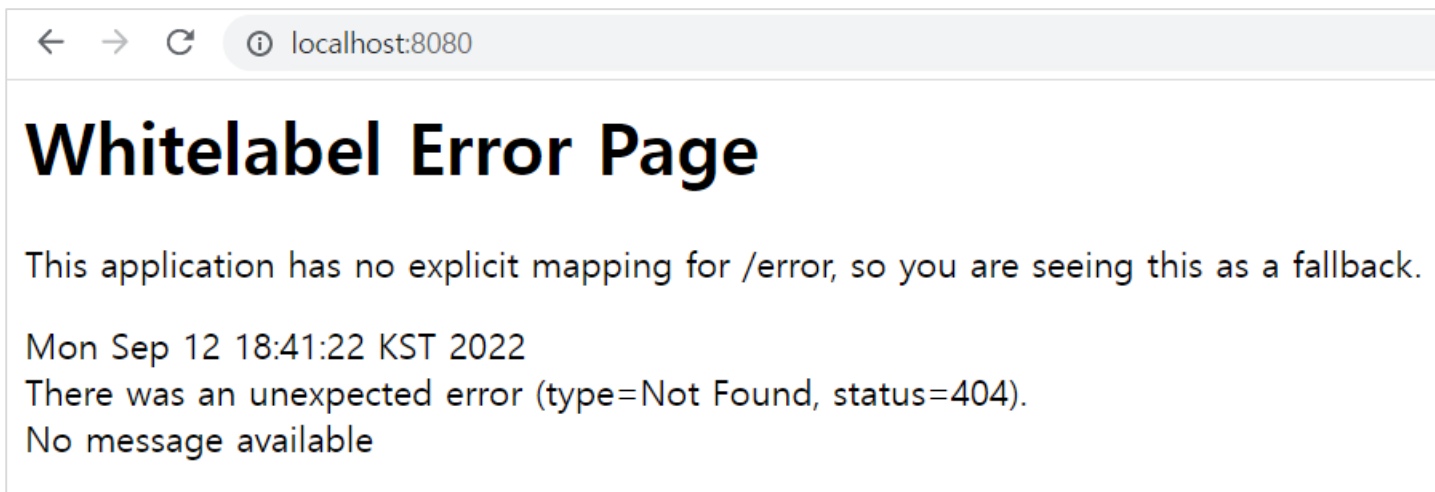 localhost:8080
Whitelabel Error Page
This application has no explicit mapping for /error, so you are seeing this as a fallback.
Mon Sep 12 18:41:22 KST 2022
There was an unexpected error (type=Not Found, status=404).
No message available